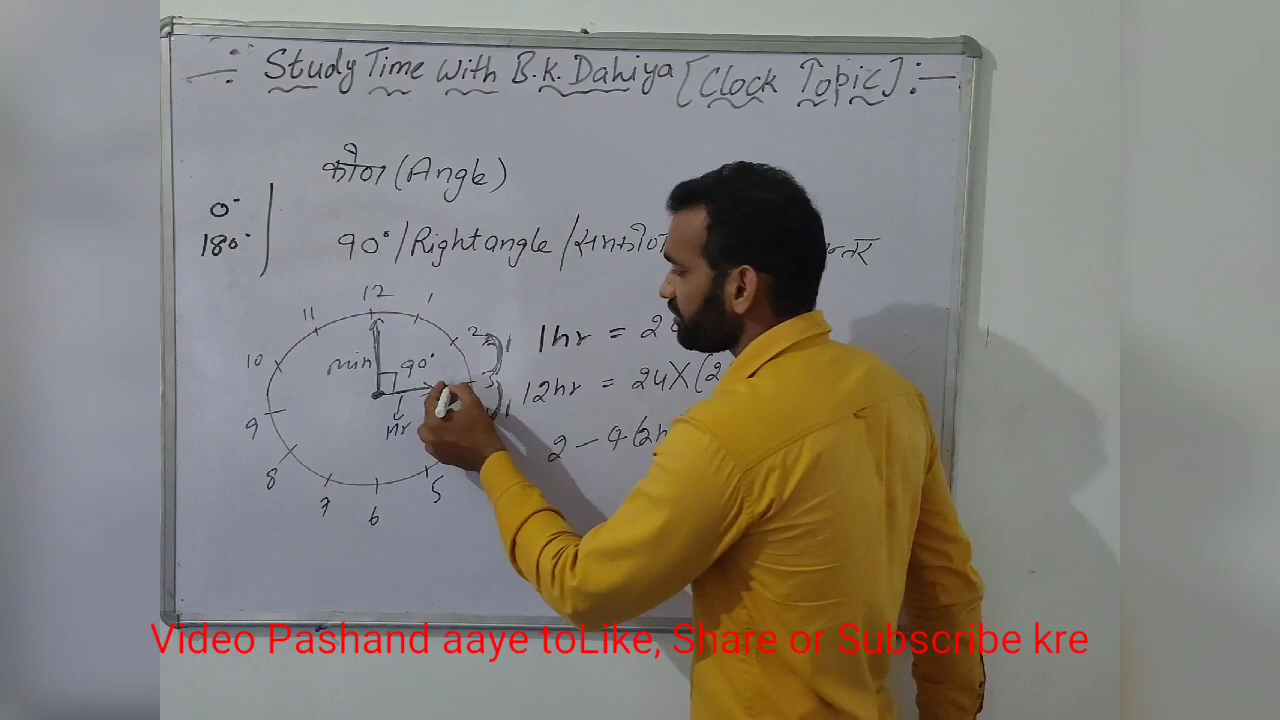 Study Time With B.K. Dahiya [Clock Topic]:-
कोण (Angle)
0°
180°
90° / Right angle /
12
11
1
10
2
min
90°
3
Hr
9
8
7
6
5
1hr = 2
12hr = 24X(2
2 - 4 (2h
Video Pashand aaye toLike, Share or Subscribe kre